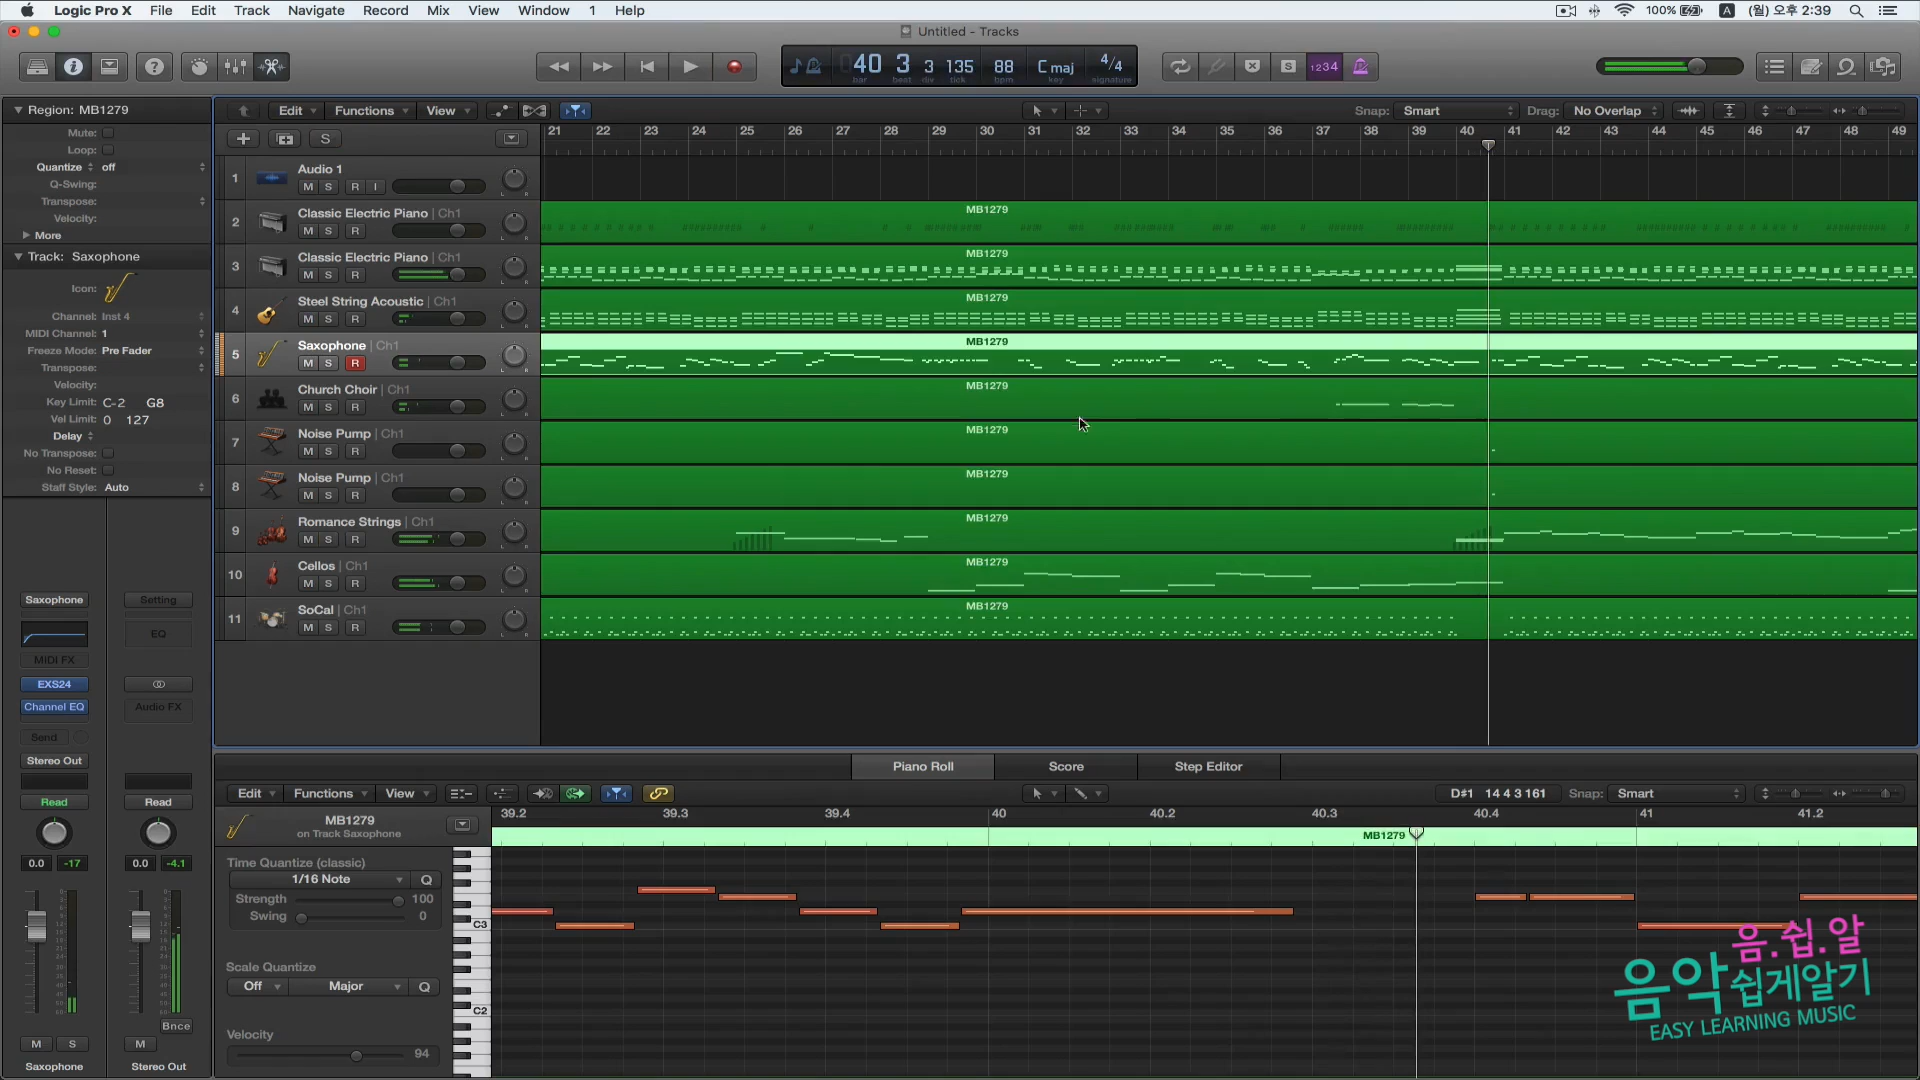 Logic Pro X File Edit Track Navigate Record Mix View Window 1 Help
100% A (월) 오후 2:39
Untitled - Tracks
40 3 3 135 88 C maj 4/4
bar beat div tick bpm key signature
S 1234
Region: MB1279
Edit Functions View
Snap: Smart Drag: No Overlap
Mute:
Loop:
Quantize off
Q-Swing:
Transpose:
Velocity:
More
S
21 22 23 24 25 26 27 28 29 30 31 32 33 34 35 36 37 38 39 40 41 42 43 44 45 46 47 48 49
Track: Saxophone
Icon:
Channel: Inst 4
MIDI Channel: 1
Freeze Mode: Pre Fader
Transpose:
Velocity:
Key Limit: C-2 G8
Vel Limit: 0 127
Delay
No Transpose:
No Reset:
Staff Style: Auto
1 Audio 1
M S R I
2 Classic Electric Piano | Ch1 MB1279
M S R
3 Classic Electric Piano | Ch1 MB1279
M S R
4 Steel String Acoustic | Ch1 MB1279
M S R
5 Saxophone | Ch1 MB1279
M S R
6 Church Choir | Ch1 MB1279
M S R
7 Noise Pump | Ch1 MB1279
M S R
8 Noise Pump | Ch1 MB1279
M S R
9 Romance Strings | Ch1 MB1279
M S R
10 Cellos | Ch1 MB1279
M S R
11 SoCal | Ch1 MB1279
M S R
Saxophone Setting
EQ
MIDI FX
EXS24
Channel EQ Audio FX
Send
Stereo Out
Read Read
0.0 -17 0.0 -4.1
Bnce
M S M
Saxophone Stereo Out
Piano Roll Score Step Editor
Edit Functions View
D#1 14 4 3 161 Snap: Smart
39.2 39.3 39.4 40 40.2 40.3 40.4 41 41.2
MB1279
on Track Saxophone
MB1279
Time Quantize (classic)
1/16 Note Q
Strength 100
Swing 0
C3
Scale Quantize
Off Major Q
C2
Velocity
94
음.쉽.알
음악쉽게알기
EASY LEARNING MUSIC